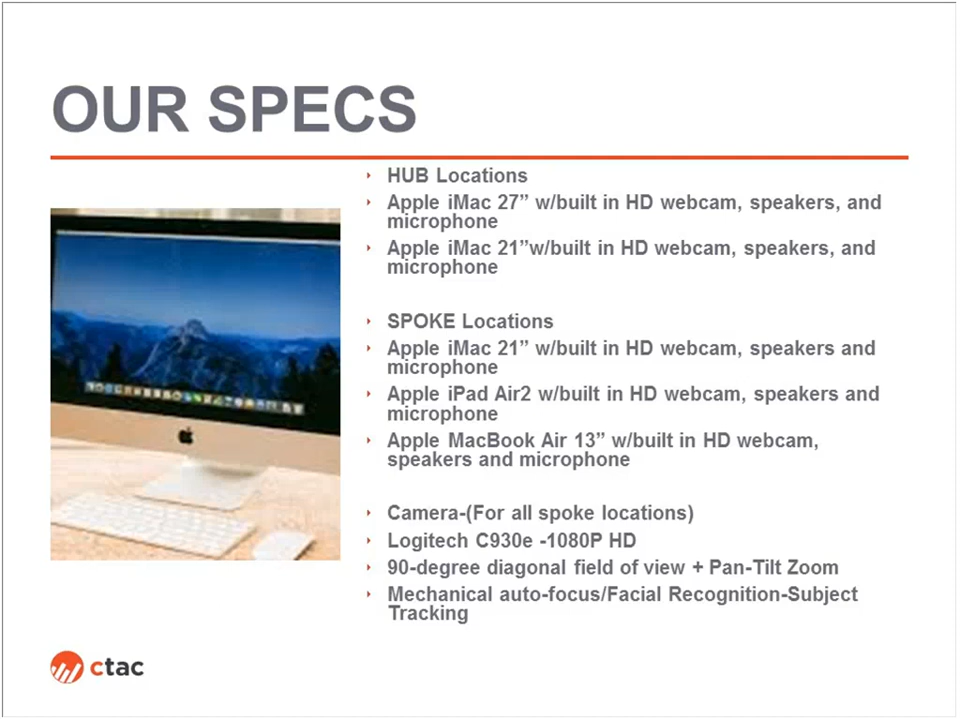 OUR SPECS
HUB Locations
Apple iMac 27” w/built in HD webcam, speakers, and
microphone
Apple iMac 21”w/built in HD webcam, speakers, and
microphone
SPOKE Locations
Apple iMac 21” w/built in HD webcam, speakers and
microphone
Apple iPad Air2 w/built in HD webcam, speakers and
microphone
Apple MacBook Air 13” w/built in HD webcam,
speakers and microphone
Camera-(For all spoke locations)
Logitech C930e -1080P HD
90-degree diagonal field of view + Pan-Tilt Zoom
Mechanical auto-focus/Facial Recognition-Subject
Tracking
ctac